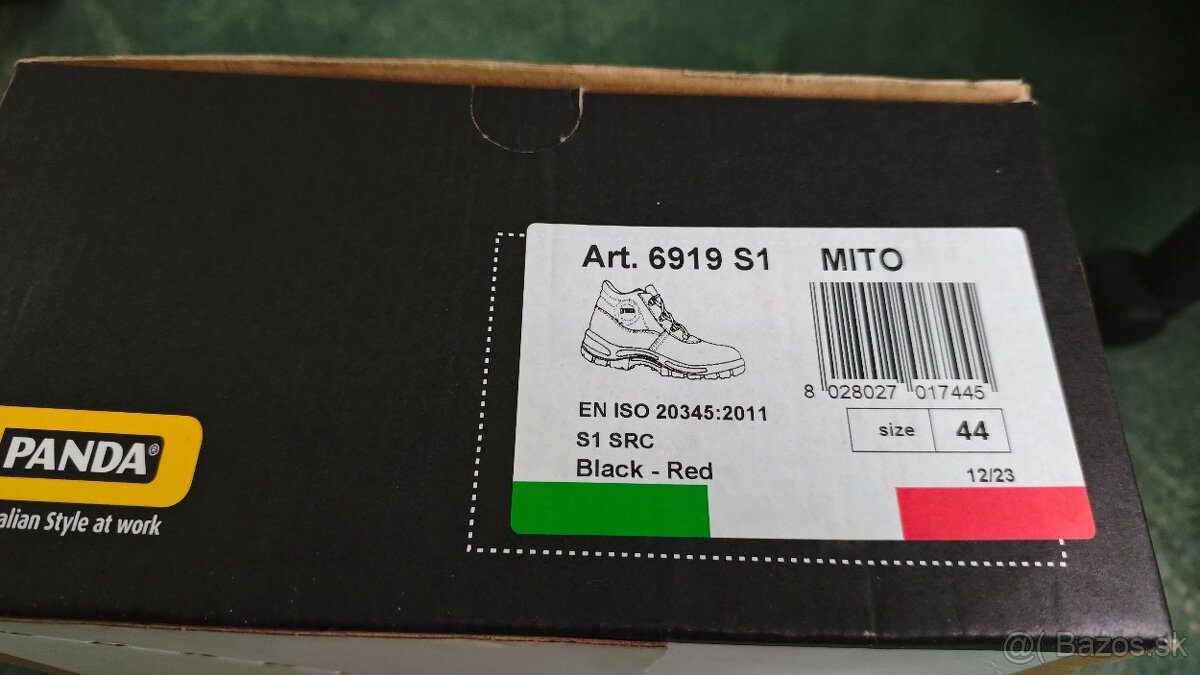 Art. 6919 S1 MITO
8 028027 017445
EN ISO 20345:2011
size 44
S1 SRC
Black - Red
12/23
PANDA®
alian Style at work
@( Bazos.sk